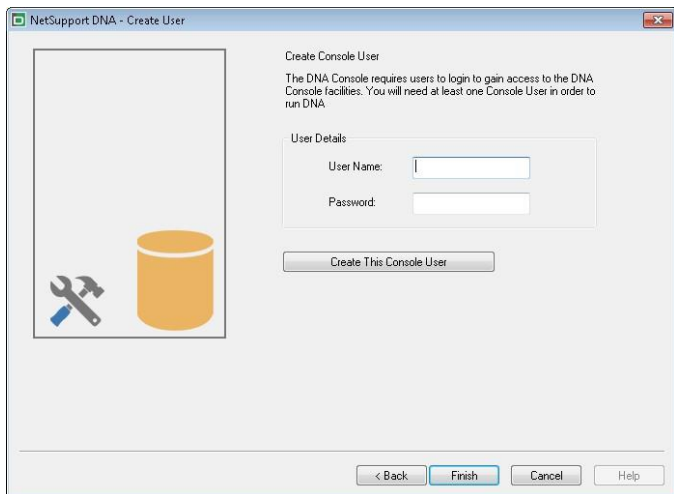 NetSupport DNA - Create User
Create Console User
The DNA Console requires users to login to gain access to the DNA
Console facilities. You will need at least one Console User in order to
run DNA
User Details
User Name:
Password:
Create This Console User
< Back
Finish
Cancel
Help